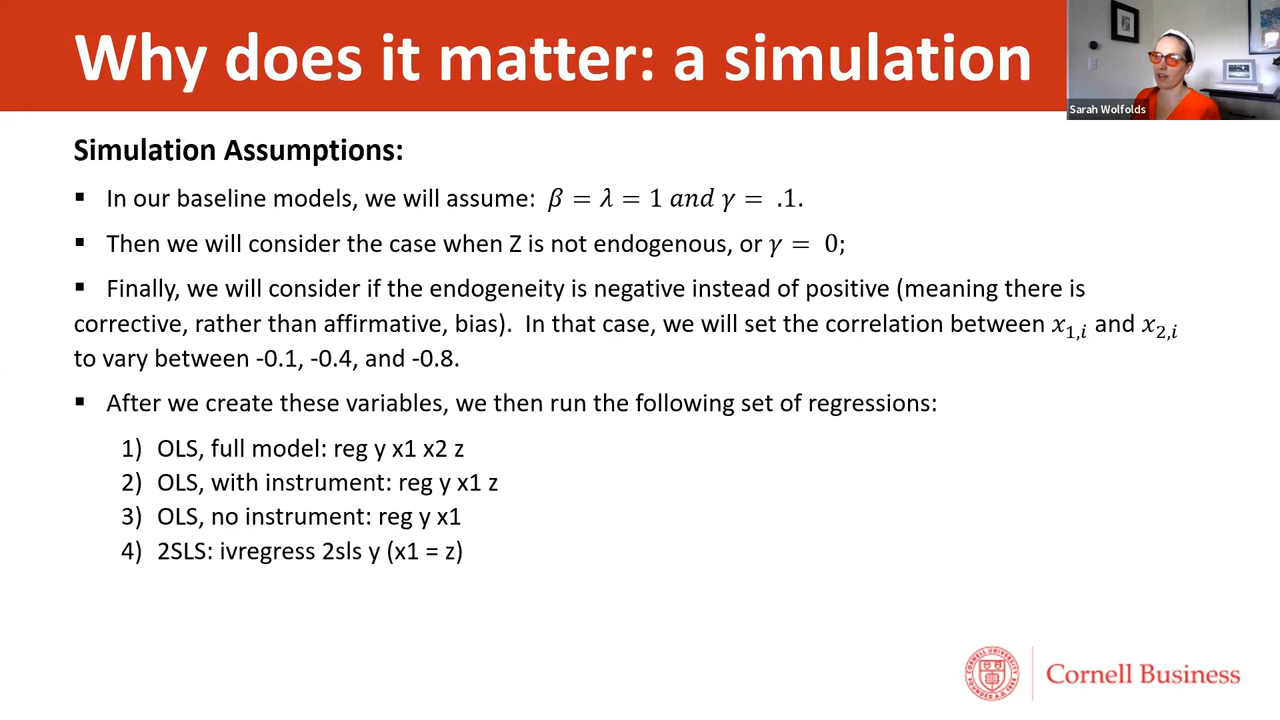 Why does it matter: a simulation
Sarah Wolfolds
Simulation Assumptions:
▪ In our baseline models, we will assume: β = λ = 1 and γ = .1.
▪ Then we will consider the case when Z is not endogenous, or γ = 0;
▪ Finally, we will consider if the endogeneity is negative instead of positive (meaning there is
corrective, rather than affirmative, bias). In that case, we will set the correlation between x1,i and x2,i
to vary between -0.1, -0.4, and -0.8.
▪ After we create these variables, we then run the following set of regressions:
1) OLS, full model: reg y x1 x2 z
2) OLS, with instrument: reg y x1 z
3) OLS, no instrument: reg y x1
4) 2SLS: ivregress 2sls y (x1 = z)
Cornell Business